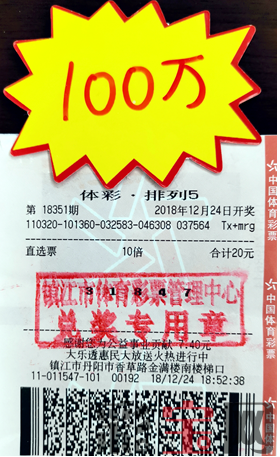 100万
体彩·排列5
第 18351期 2018年12月24日开奖
110320-101360-032583-046308 037564 Tx+mrg
直选票 10倍 合计20元
31847
镇江市体育彩票管理中心
兑奖专用章
感谢您为公益事业贡献 7.40元
大乐透惠民大放送火热进行中
镇江市丹阳市香草路金满楼南楼梯口
11-011547-101 00192 18/12/24 18:52:38
中国体育彩票
中国体育彩票
中国体育